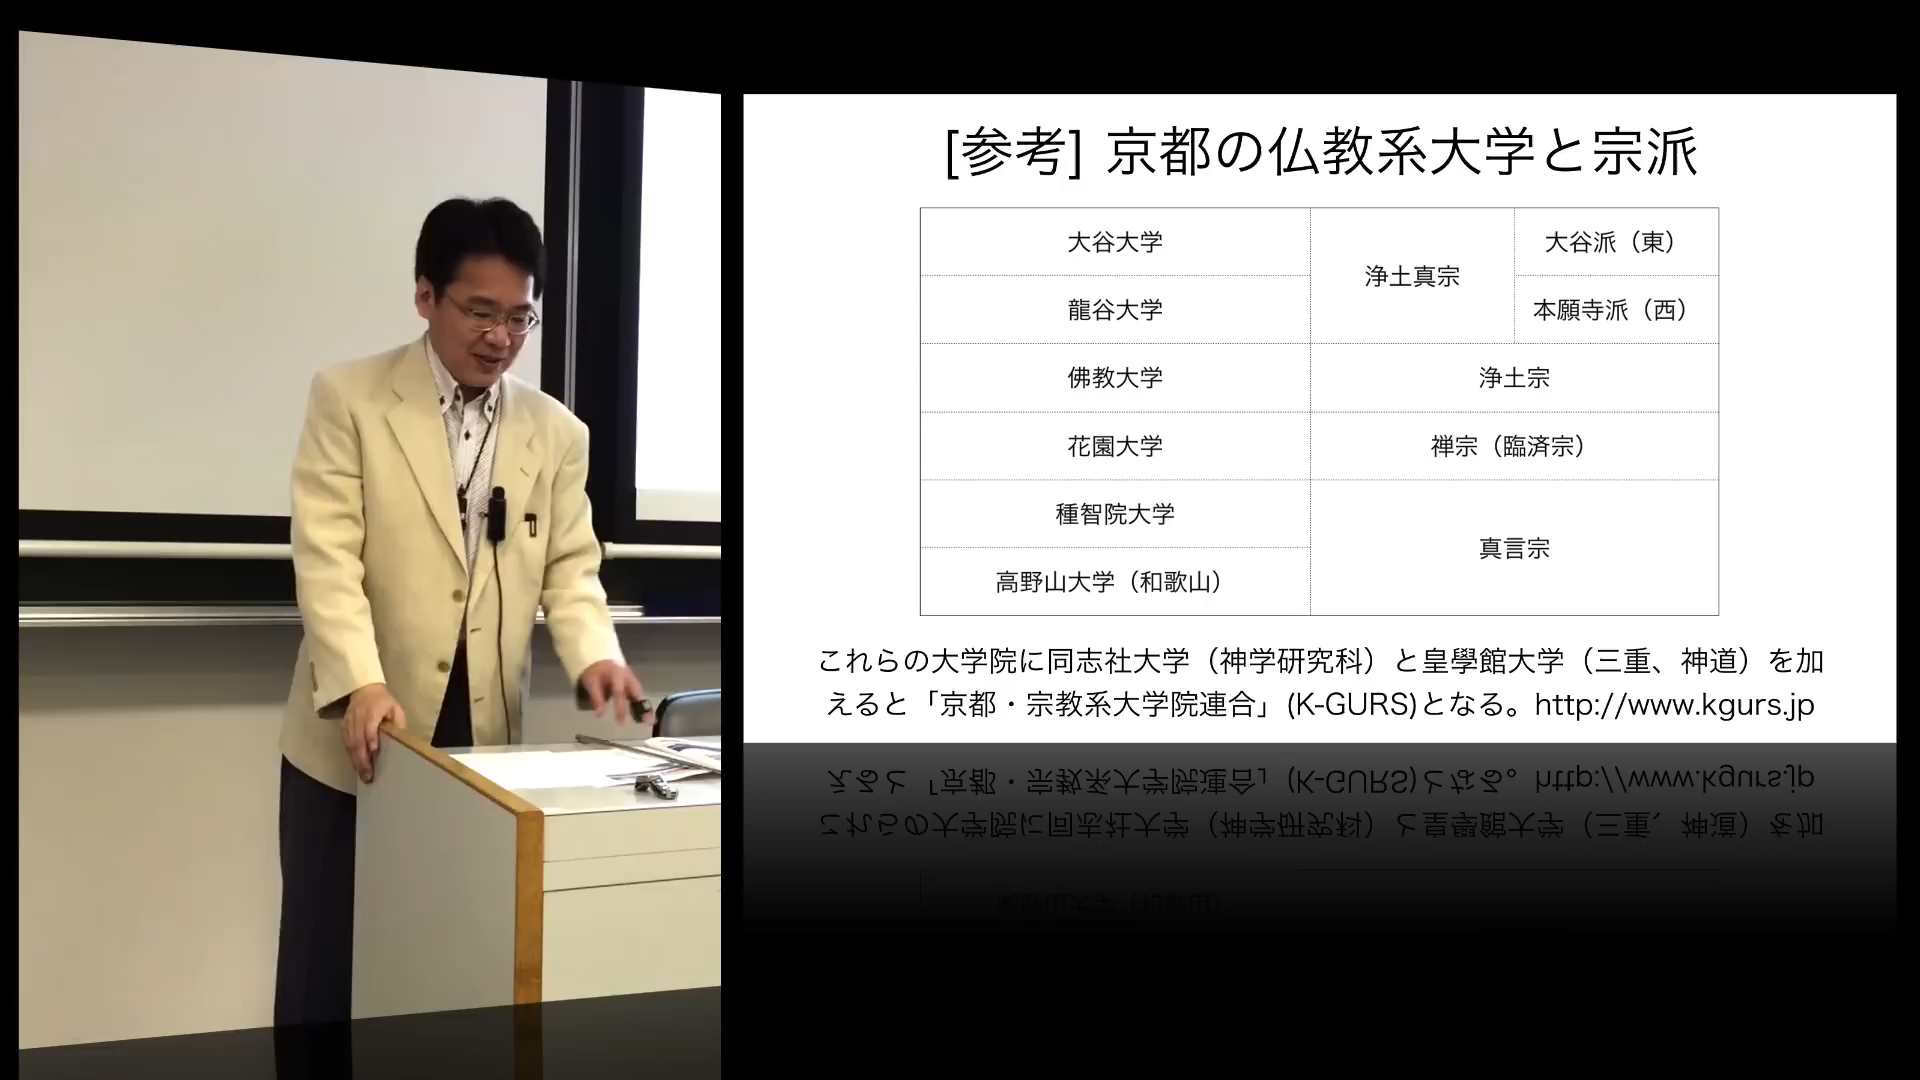 [参考] 京都の仏教系大学と宗派
大谷大学
浄土真宗
大谷派（東）
龍谷大学
本願寺派（西）
佛教大学
浄土宗
花園大学
禅宗（臨済宗）
種智院大学
真言宗
高野山大学（和歌山）
これらの大学院に同志社大学（神学研究科）と皇學館大学（三重、神道）を加
えると「京都・宗教系大学院連合」(K-GURS)となる。http://www.kgurs.jp